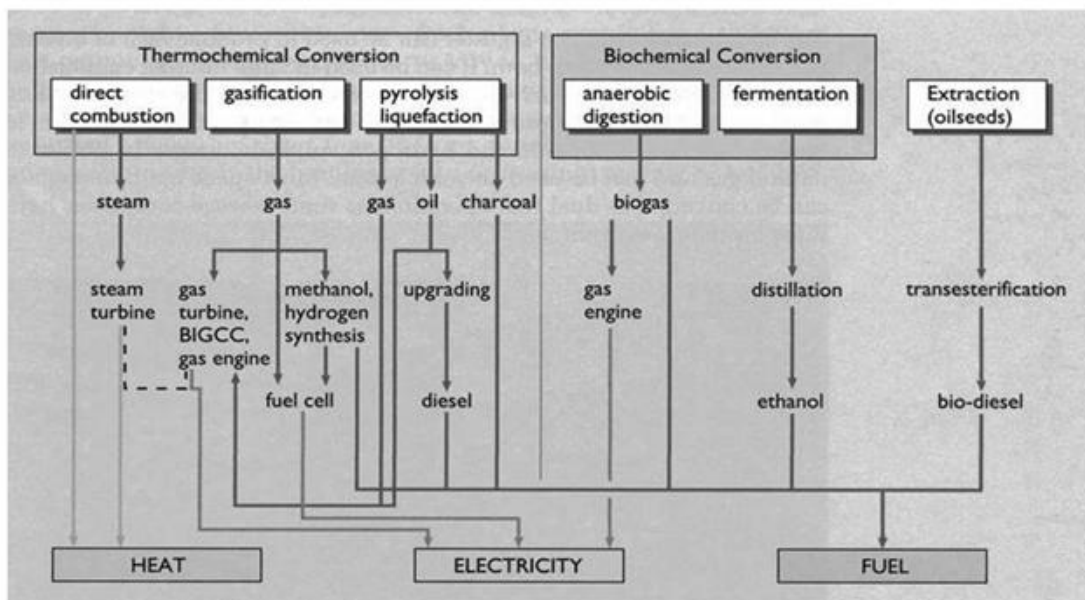 Thermochemical Conversion
Biochemical Conversion
direct
combustion
gasification
pyrolysis
liquefaction
anaerobic
digestion
fermentation
Extraction
(oilseeds)
steam
gas
gas
oil
charcoal
biogas
steam
turbine
gas
turbine,
BIGCC,
gas engine
methanol,
hydrogen
synthesis
upgrading
gas
engine
distillation
transesterification
fuel cell
diesel
ethanol
bio-diesel
HEAT
ELECTRICITY
FUEL